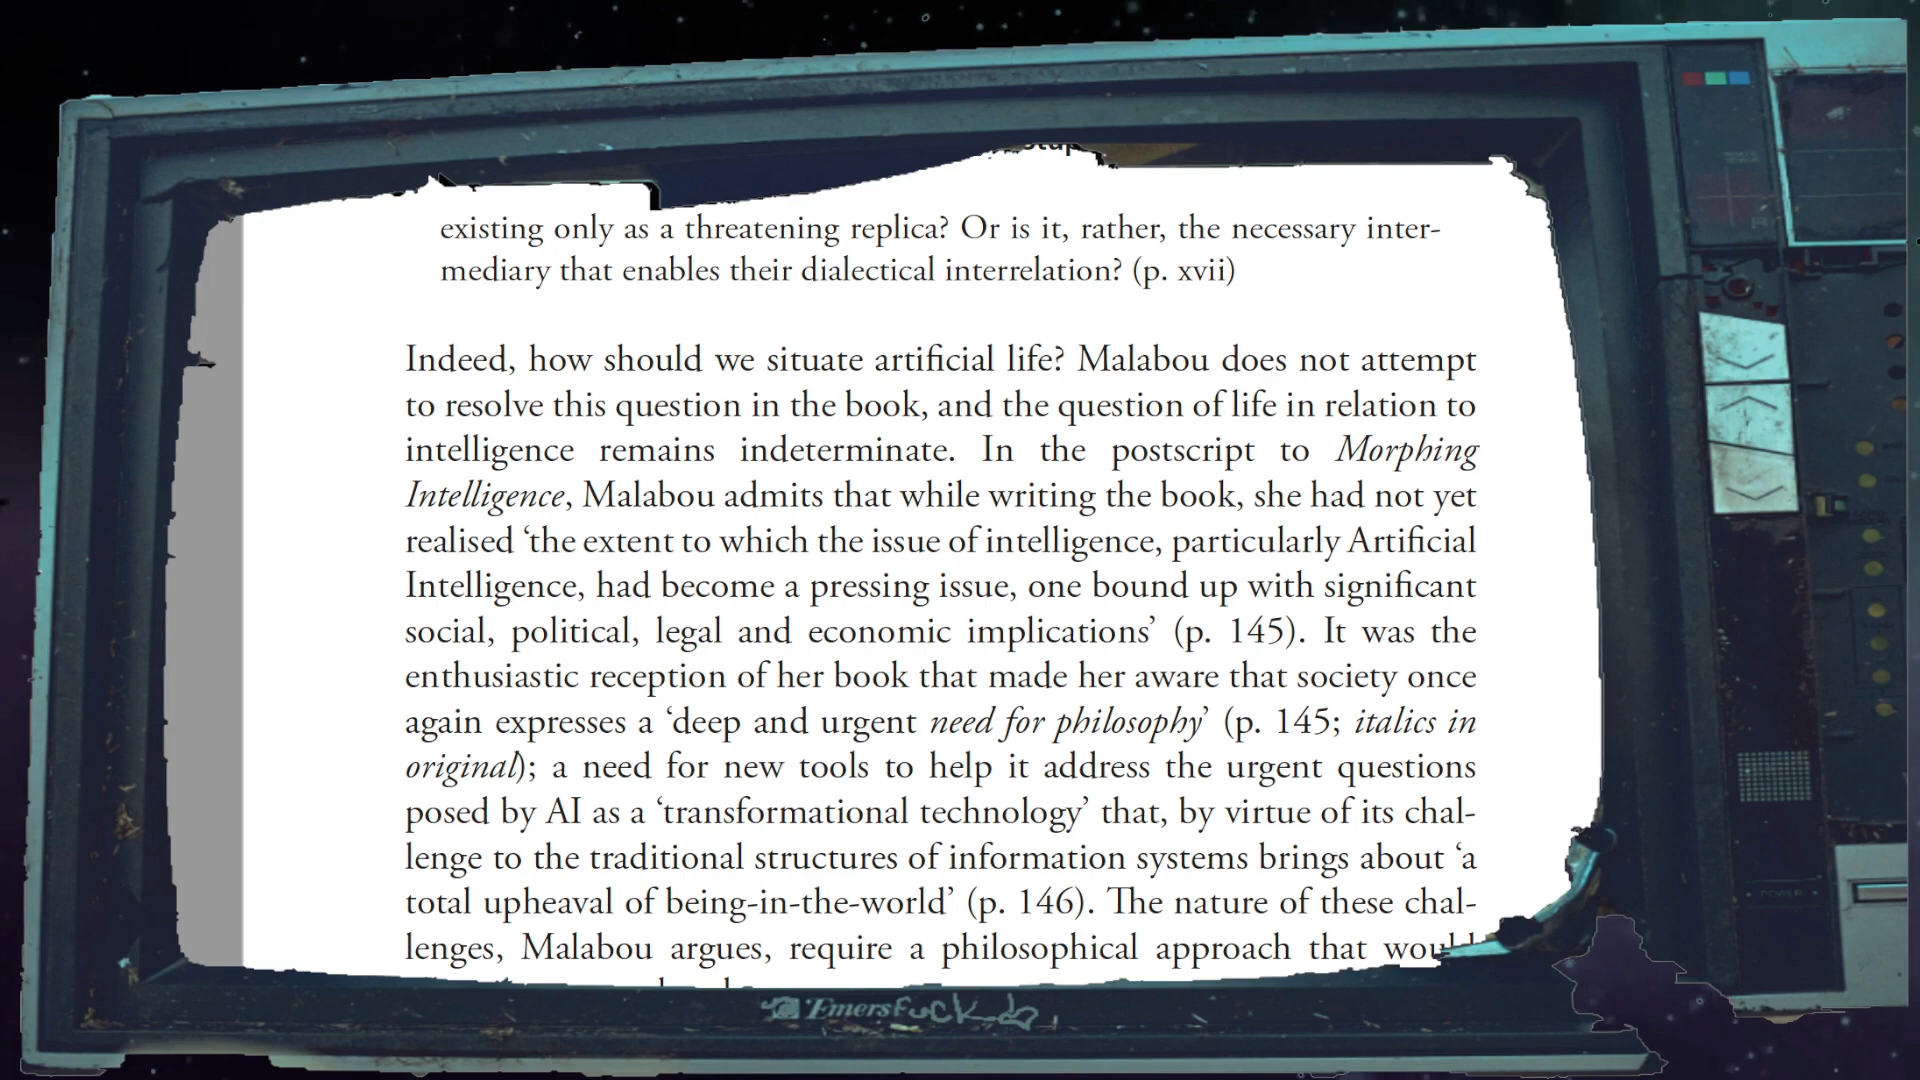 existing only as a threatening replica? Or is it, rather, the necessary inter-
mediary that enables their dialectical interrelation? (p. xvii)
Indeed, how should we situate artificial life? Malabou does not attempt
to resolve this question in the book, and the question of life in relation to
intelligence remains indeterminate. In the postscript to Morphing
Intelligence, Malabou admits that while writing the book, she had not yet
realised ‘the extent to which the issue of intelligence, particularly Artificial
Intelligence, had become a pressing issue, one bound up with significant
social, political, legal and economic implications’ (p. 145). It was the
enthusiastic reception of her book that made her aware that society once
again expresses a ‘deep and urgent need for philosophy’ (p. 145; italics in
original); a need for new tools to help it address the urgent questions
posed by AI as a ‘transformational technology’ that, by virtue of its chal-
lenge to the traditional structures of information systems brings about ‘a
total upheaval of being-in-the-world’ (p. 146). The nature of these chal-
lenges, Malabou argues, require a philosophical approach that would
POWER
Emersfuck